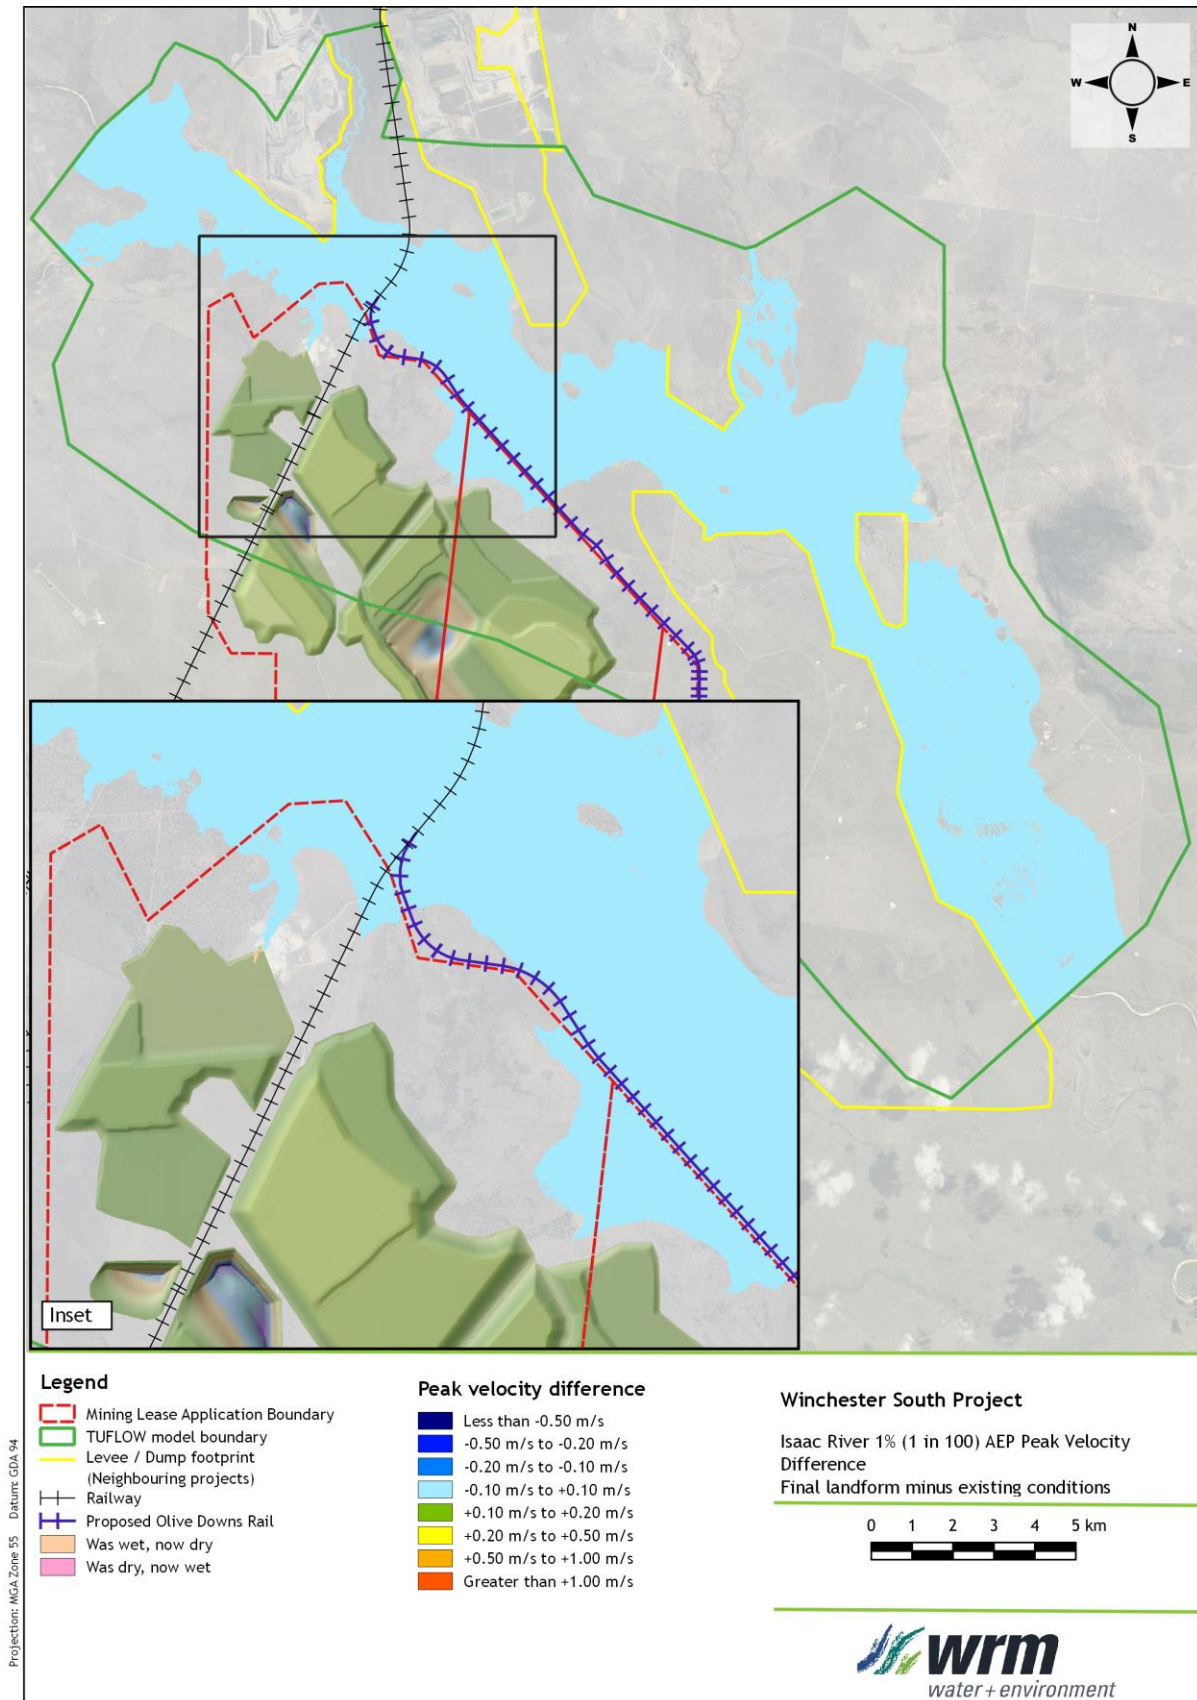 N
W E
S
Inset
Legend
Mining Lease Application Boundary
TUFLOW model boundary
Levee / Dump footprint
(Neighbouring projects)
Railway
Proposed Olive Downs Rail
Was wet, now dry
Was dry, now wet
Peak velocity difference
Less than -0.50 m/s
-0.50 m/s to -0.20 m/s
-0.20 m/s to -0.10 m/s
-0.10 m/s to +0.10 m/s
+0.10 m/s to +0.20 m/s
+0.20 m/s to +0.50 m/s
+0.50 m/s to +1.00 m/s
Greater than +1.00 m/s
Winchester South Project
Isaac River 1% (1 in 100) AEP Peak Velocity
Difference
Final landform minus existing conditions
0 1 2 3 4 5 km
wrm
water + environment
Projection: MGA Zone 55 Datum: GDA 94